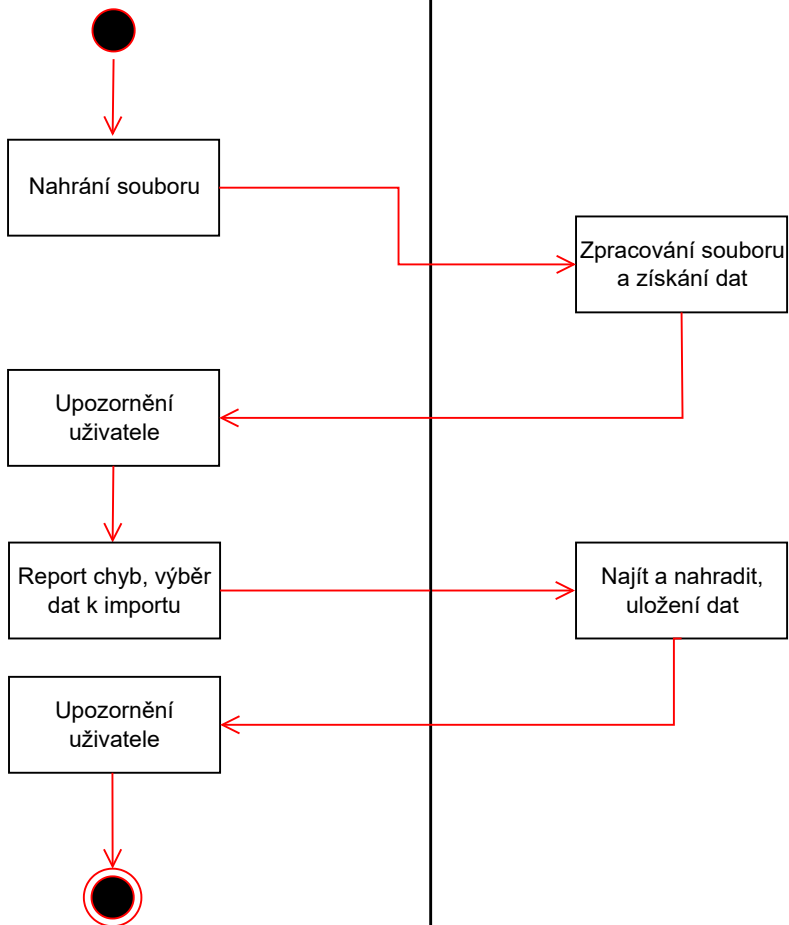 Nahrání souboru
Zpracování souboru
a získání dat
Upozornění
uživatele
Report chyb, výběr
dat k importu
Najít a nahradit,
uložení dat
Upozornění
uživatele